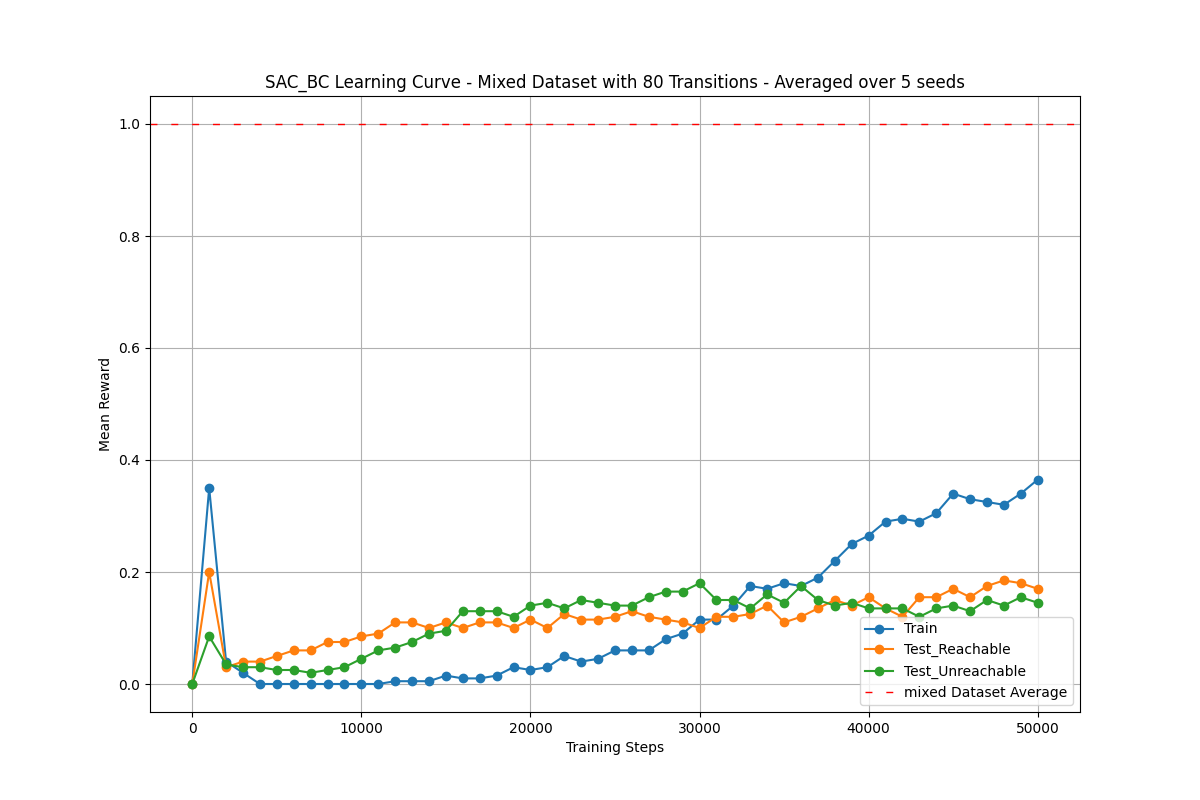 SAC_BC Learning Curve - Mixed Dataset with 80 Transitions - Averaged over 5 seeds
1.0
0.8
0.6
0.4
0.2
0.0
Mean Reward
0
10000
20000
30000
40000
50000
Training Steps
Train
Test_Reachable
Test_Unreachable
mixed Dataset Average